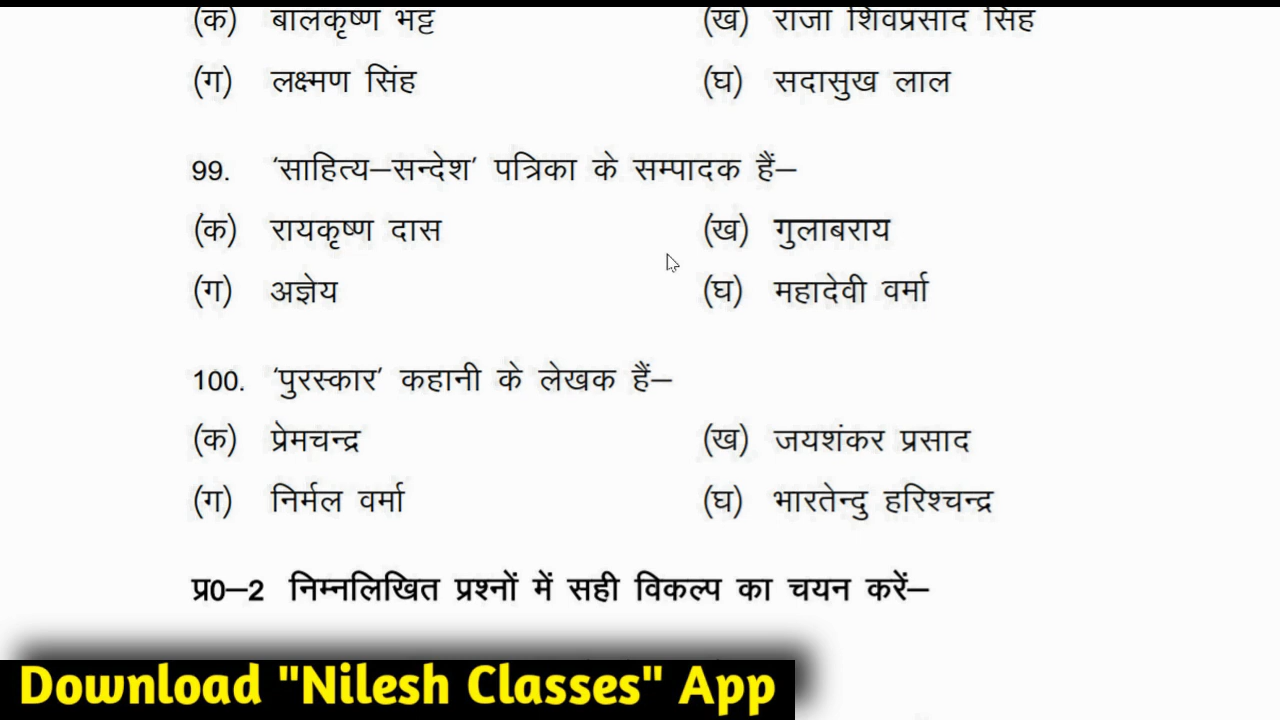 (क) बालकृष्ण भट्ट (ख) राजा शिवप्रसाद सिंह
(ग) लक्ष्मण सिंह (घ) सदासुख लाल
99. ‘साहित्य–सन्देश’ पत्रिका के सम्पादक हैं–
(क) रायकृष्ण दास (ख) गुलाबराय
(ग) अज्ञेय (घ) महादेवी वर्मा
100. ‘पुरस्कार’ कहानी के लेखक हैं–
(क) प्रेमचन्द्र (ख) जयशंकर प्रसाद
(ग) निर्मल वर्मा (घ) भारतेन्दु हरिश्चन्द्र
प्र0–2 निम्नलिखित प्रश्नों में सही विकल्प का चयन करें–
Download "Nilesh Classes" App